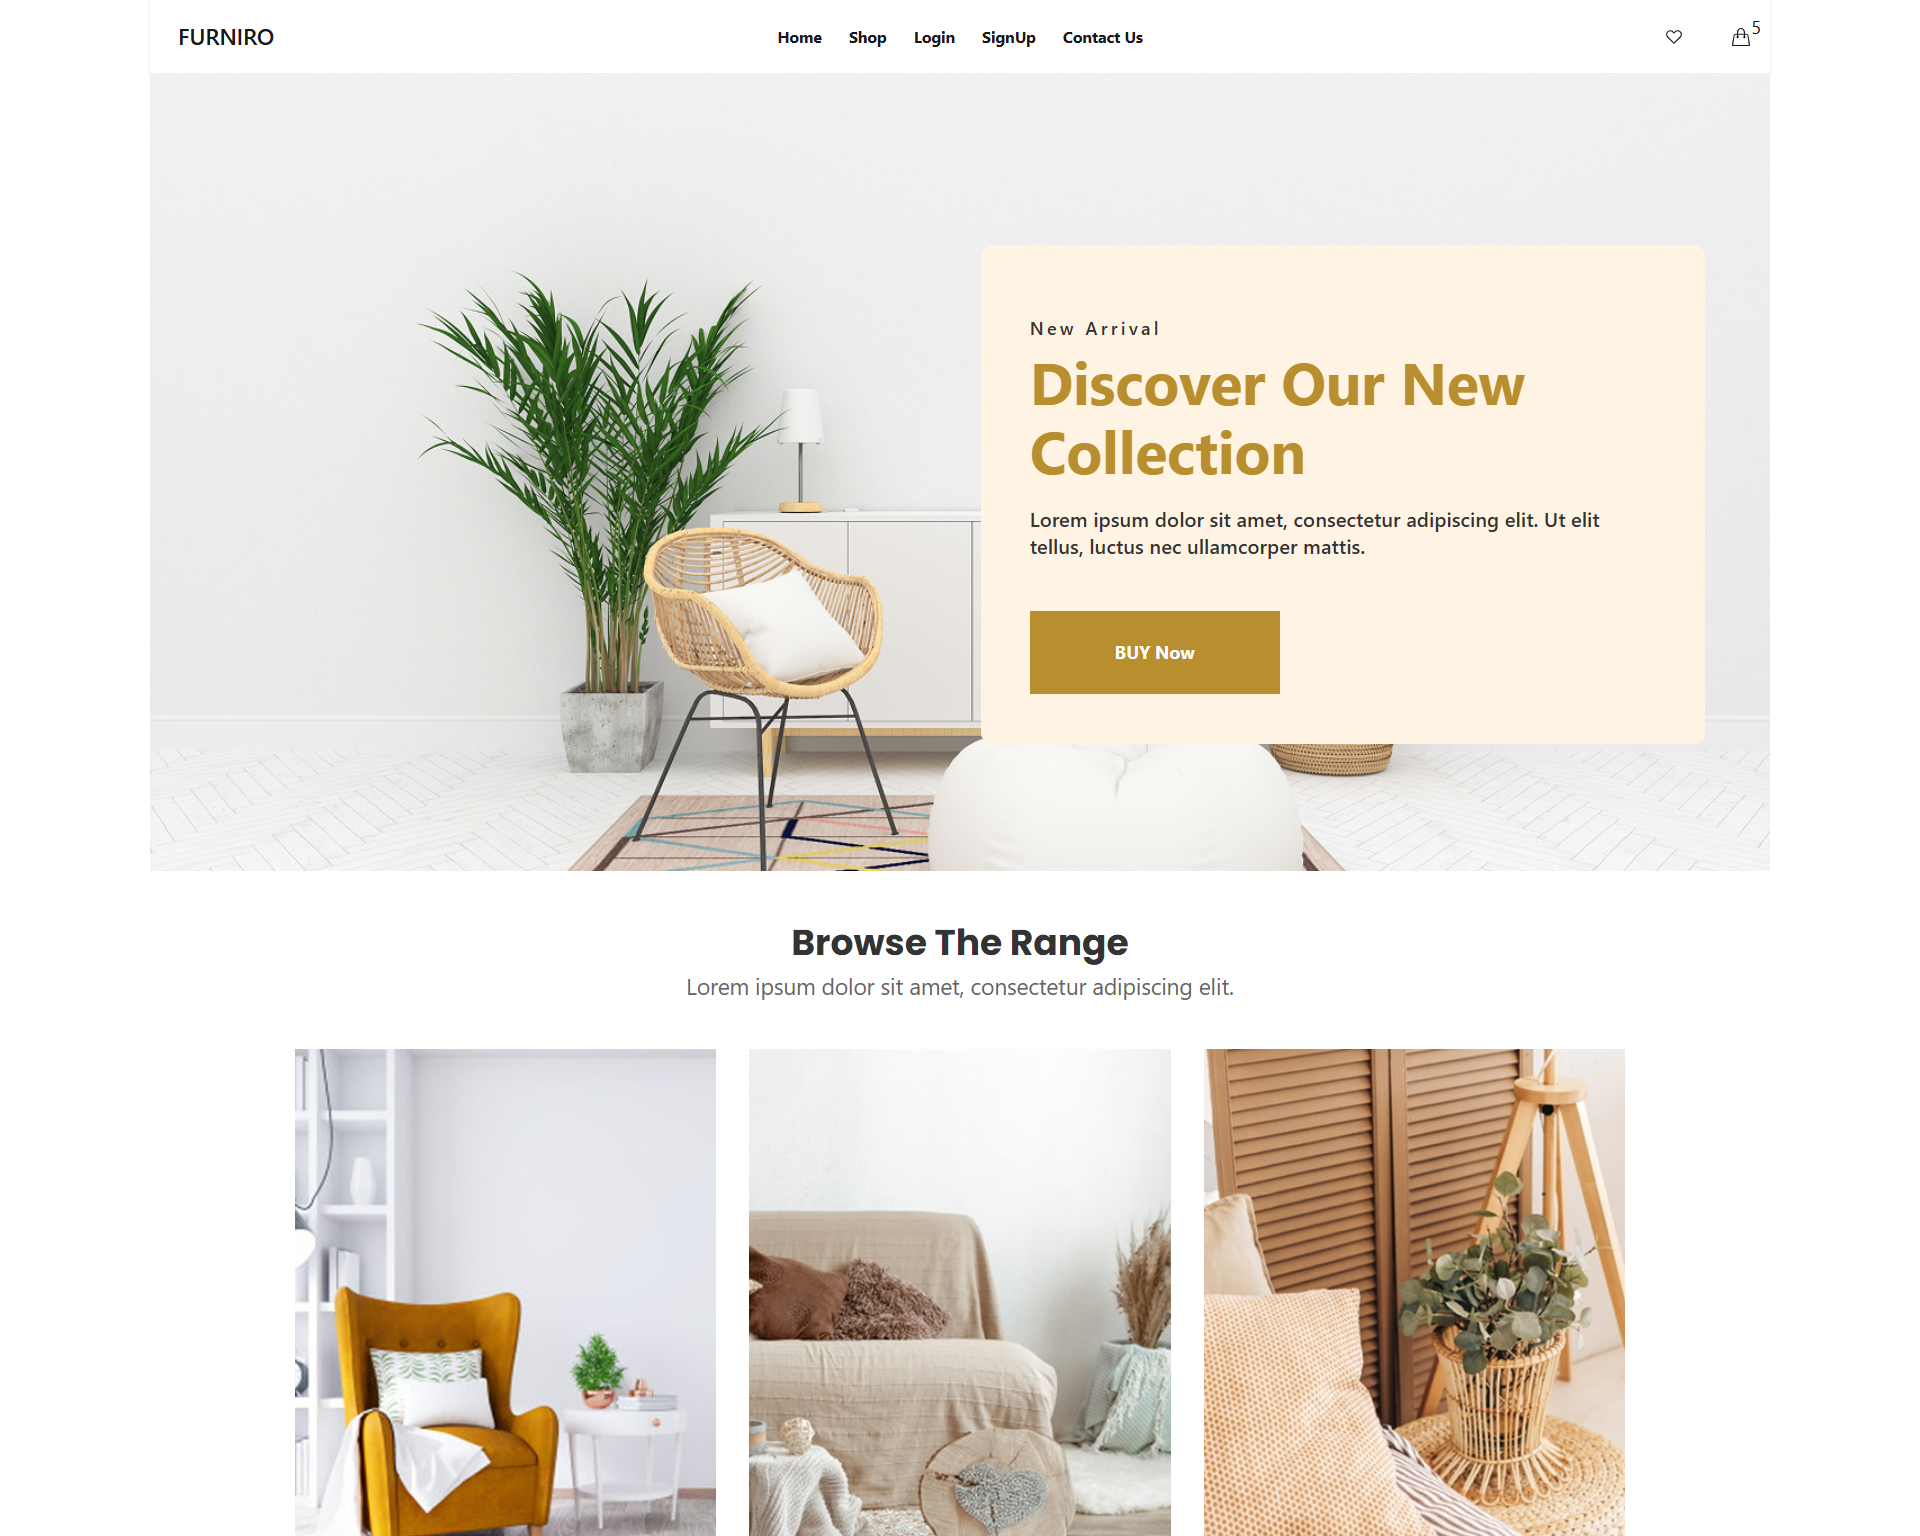 FURNIRO
Home Shop Login SignUp Contact Us
5
New Arrival
Discover Our New
Collection
Lorem ipsum dolor sit amet, consectetur adipiscing elit. Ut elit
tellus, luctus nec ullamcorper mattis.
BUY Now
Browse The Range
Lorem ipsum dolor sit amet, consectetur adipiscing elit.